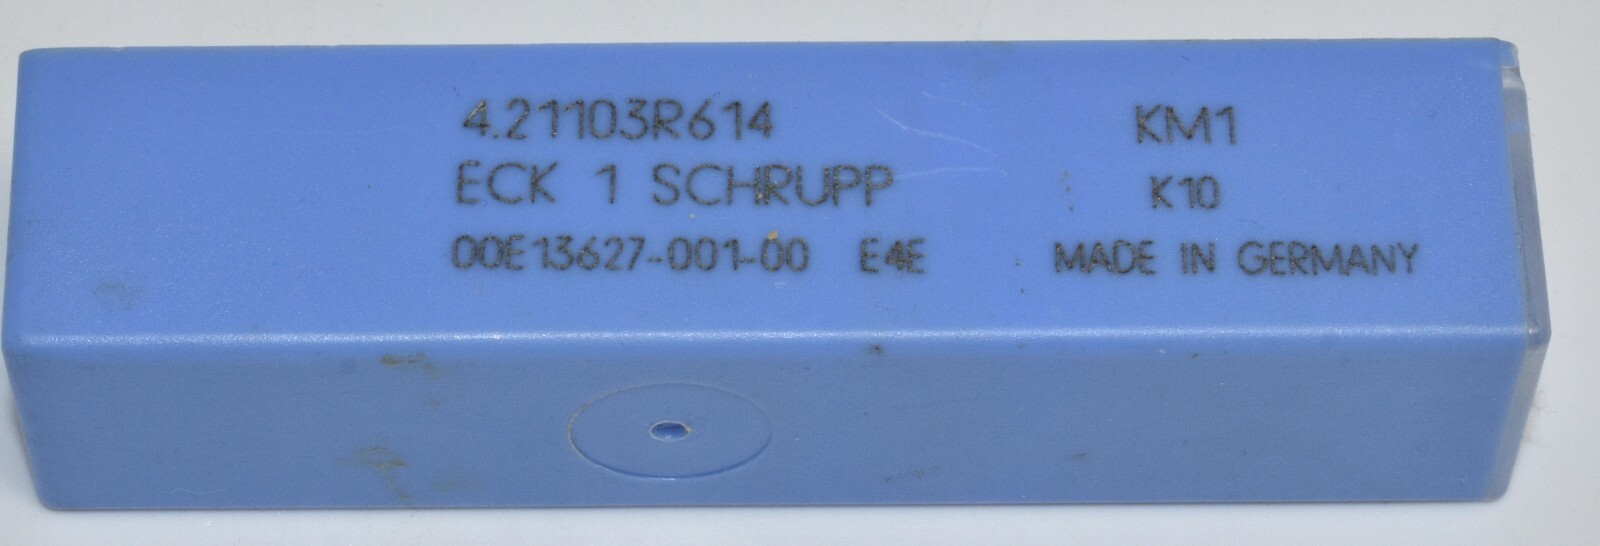 4.21103R614 KM1
ECK 1 SCHRUPP K10
00E13627-001-00 E4E MADE IN GERMANY